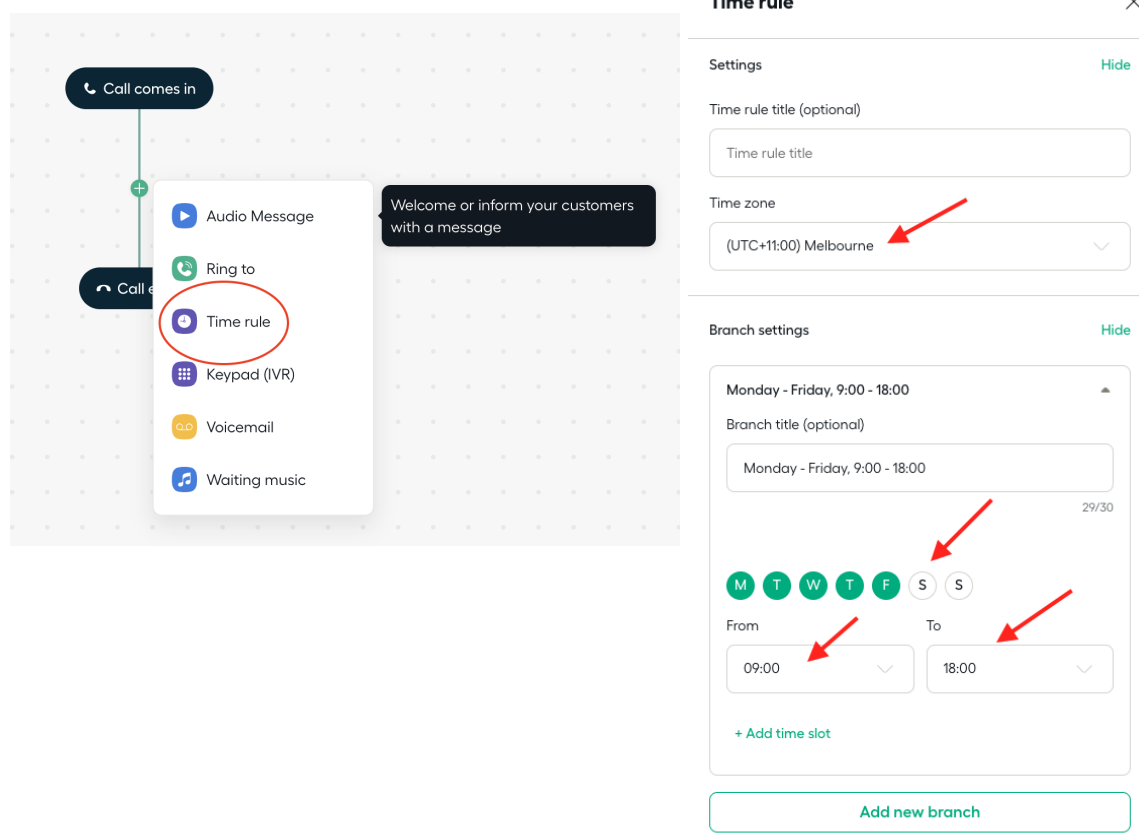 Call comes in
Audio Message
Welcome or inform your customers
with a message
Ring to
Call e
Time rule
Keypad (IVR)
Voicemail
Waiting music
Time rule
Settings
Hide
Time rule title (optional)
Time rule title
Time zone
(UTC+11:00) Melbourne
Branch settings
Hide
Monday - Friday, 9:00 - 18:00
Branch title (optional)
Monday - Friday, 9:00 - 18:00
29/30
M T W T F S S
From To
09:00 18:00
+ Add time slot
Add new branch